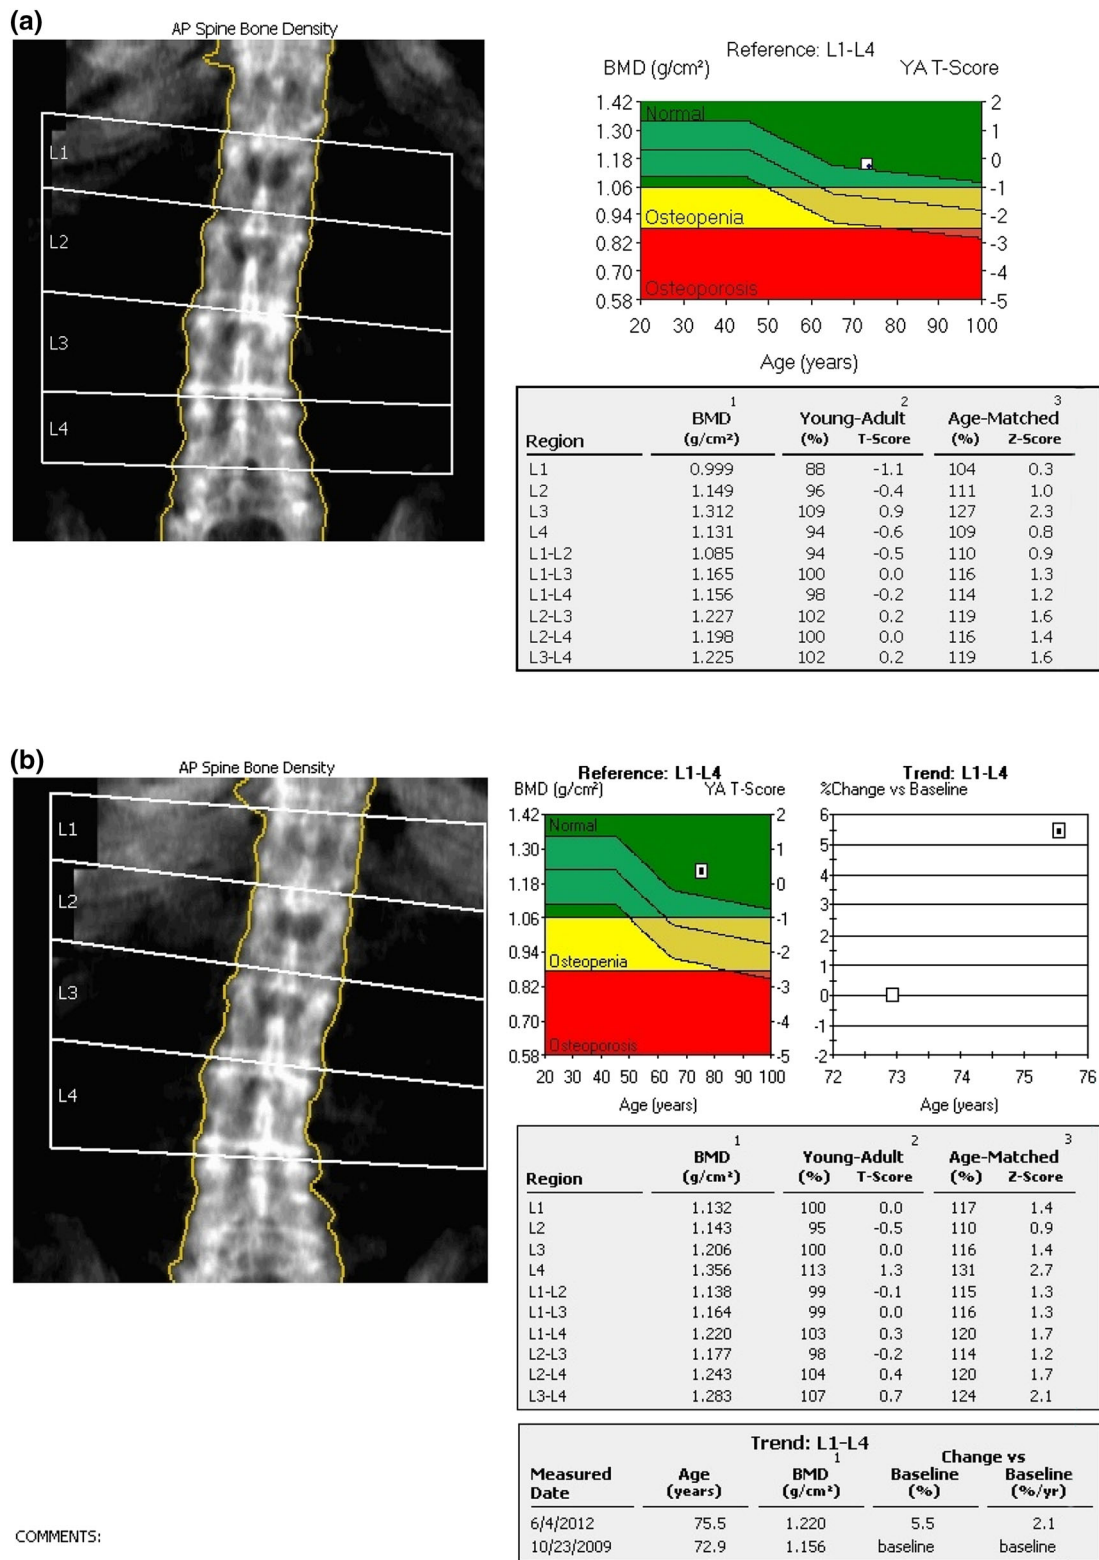 (a)
AP Spine Bone Density
L1
L2
L3
L4
Reference: L1-L4
BMD (g/cm²) YA T-Score
1.42 2
1.30 1
1.18 0
1.06 -1
0.94 -2
0.82 -3
0.70 -4
0.58 -5
Normal
Osteopenia
Osteoporosis
20 30 40 50 60 70 80 90 100
Age (years)
1 2 3
BMD Young-Adult Age-Matched
Region (g/cm²) (%) T-Score (%) Z-Score
L1 0.999 88 -1.1 104 0.3
L2 1.149 96 -0.4 111 1.0
L3 1.312 109 0.9 127 2.3
L4 1.131 94 -0.6 109 0.8
L1-L2 1.085 94 -0.5 110 0.9
L1-L3 1.165 100 0.0 116 1.3
L1-L4 1.156 98 -0.2 114 1.2
L2-L3 1.227 102 0.2 119 1.6
L2-L4 1.198 100 0.0 116 1.4
L3-L4 1.225 102 0.2 119 1.6
(b)
AP Spine Bone Density
L1
L2
L3
L4
Reference: L1-L4
BMD (g/cm²) YA T-Score
1.42 2
1.30 1
1.18 0
1.06 -1
0.94 -2
0.82 -3
0.70 -4
0.58 -5
Normal
Osteopenia
Osteoporosis
20 30 40 50 60 70 80 90 100
Age (years)
Trend: L1-L4
%Change vs Baseline
6
5
4
3
2
1
0
-1
-2
72 73 74 75 76
Age (years)
1 2 3
BMD Young-Adult Age-Matched
Region (g/cm²) (%) T-Score (%) Z-Score
L1 1.132 100 0.0 117 1.4
L2 1.143 95 -0.5 110 0.9
L3 1.206 100 0.0 116 1.4
L4 1.356 113 1.3 131 2.7
L1-L2 1.138 99 -0.1 115 1.3
L1-L3 1.164 99 0.0 116 1.3
L1-L4 1.220 103 0.3 120 1.7
L2-L3 1.177 98 -0.2 114 1.2
L2-L4 1.243 104 0.4 120 1.7
L3-L4 1.283 107 0.7 124 2.1
Trend: L1-L4
1 Change vs
Measured Age BMD Baseline Baseline
Date (years) (g/cm²) (%) (%/yr)
6/4/2012 75.5 1.220 5.5 2.1
10/23/2009 72.9 1.156 baseline baseline
COMMENTS: